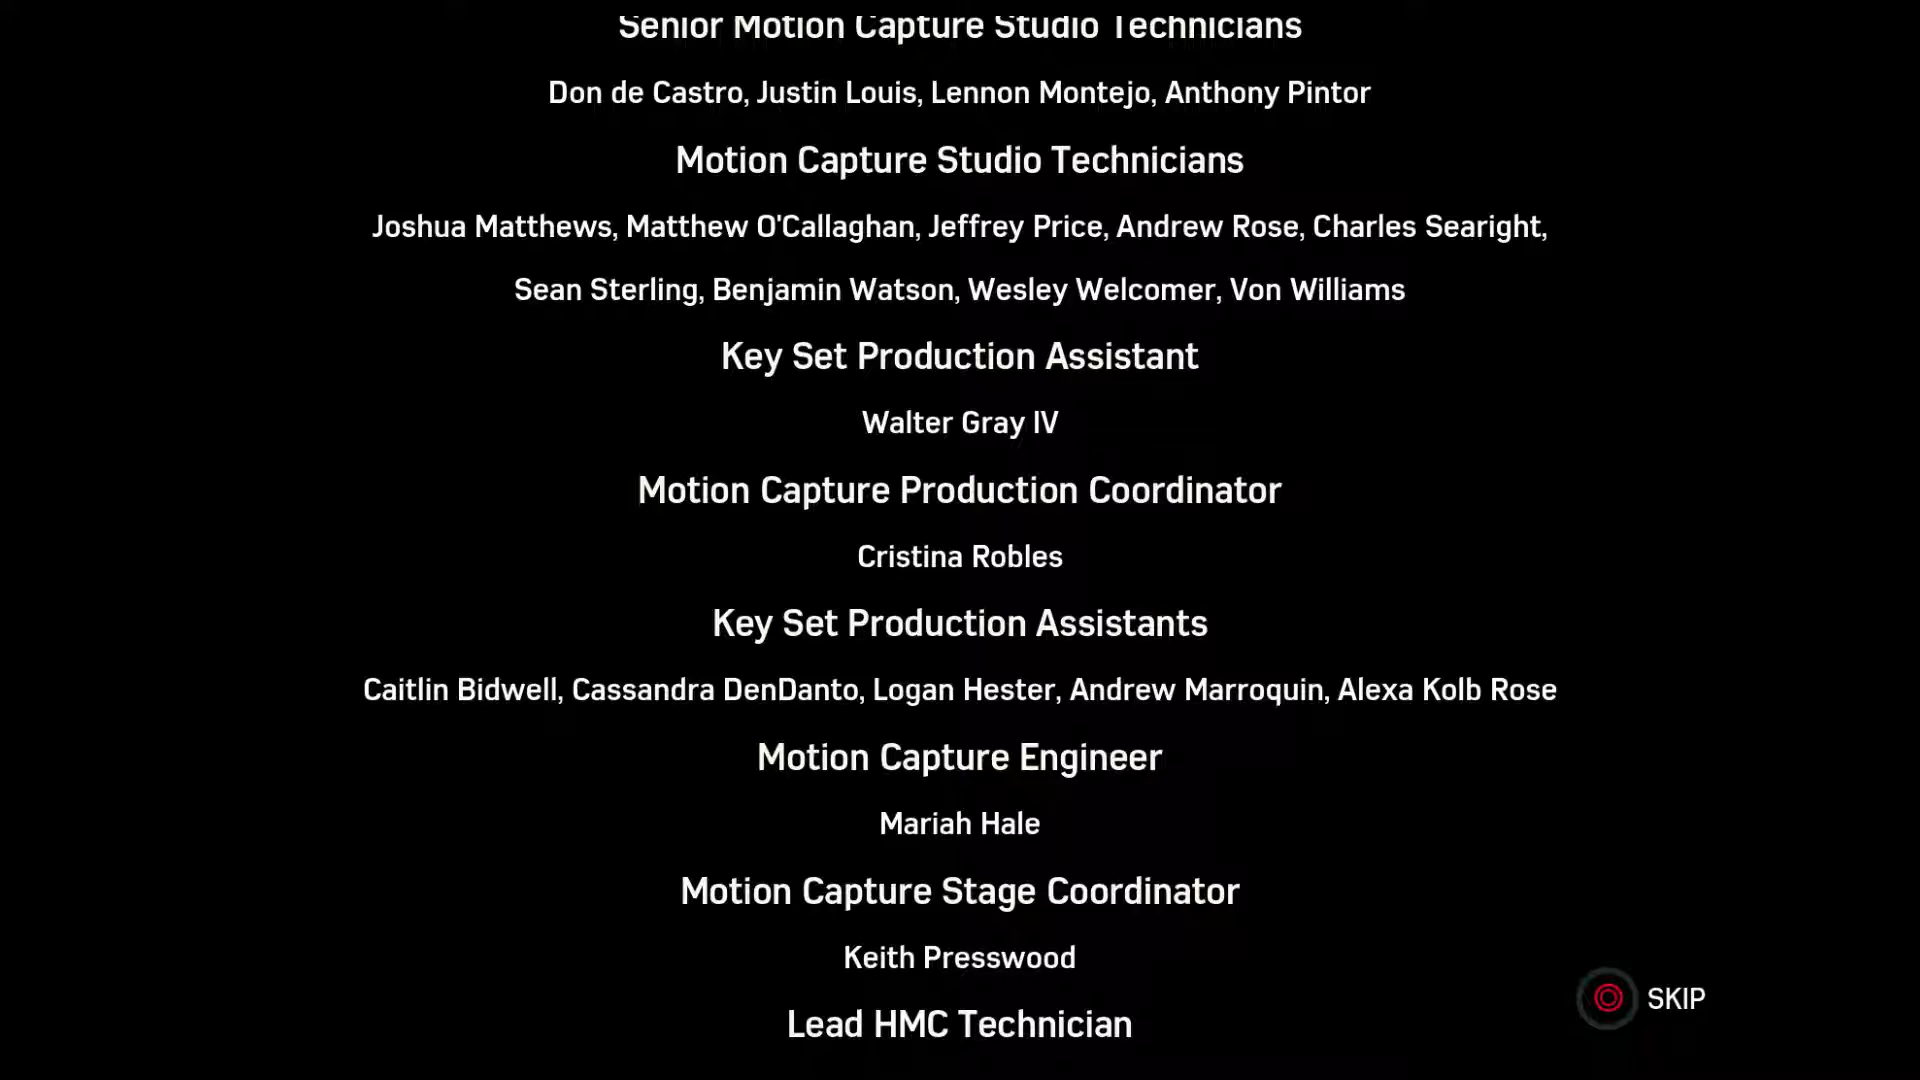 Senior Motion Capture Studio Technicians
Don de Castro, Justin Louis, Lennon Montejo, Anthony Pintor
Motion Capture Studio Technicians
Joshua Matthews, Matthew O'Callaghan, Jeffrey Price, Andrew Rose, Charles Searight,
Sean Sterling, Benjamin Watson, Wesley Welcomer, Von Williams
Key Set Production Assistant
Walter Gray IV
Motion Capture Production Coordinator
Cristina Robles
Key Set Production Assistants
Caitlin Bidwell, Cassandra DenDanto, Logan Hester, Andrew Marroquin, Alexa Kolb Rose
Motion Capture Engineer
Mariah Hale
Motion Capture Stage Coordinator
Keith Presswood
SKIP
Lead HMC Technician